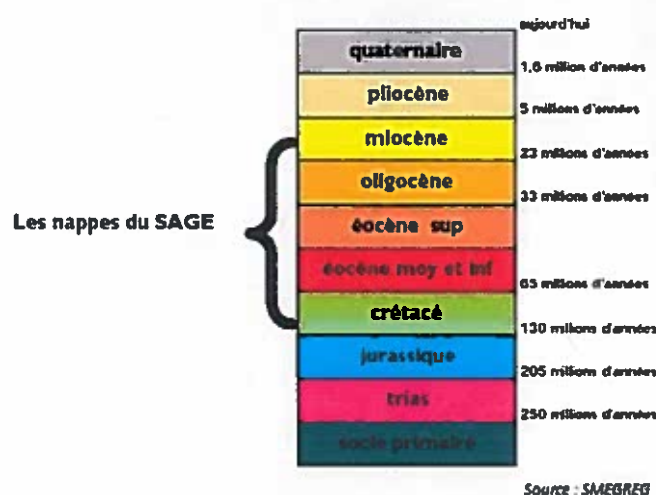 aujourd'hui
quaternaire
1,6 million d'années
pliocène
5 millions d'années
miocène
23 millions d'années
oligocène
33 millions d'années
Les nappes du SAGE
éocène sup
éocène moy et inf
65 millions d'années
crétacé
130 millions d'années
jurassique
205 millions d'années
trias
250 millions d'années
socle primaire
Source : SMEGREG